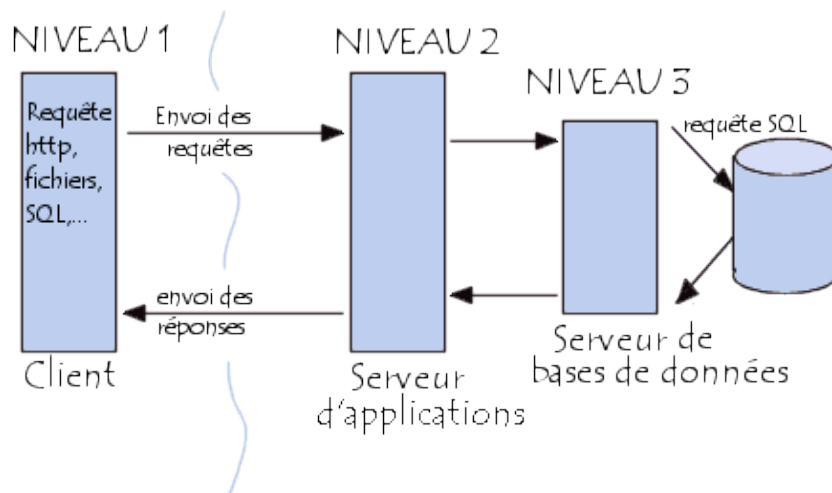 NIVEAU 1
NIVEAU 2
NIVEAU 3
Requête
http,
fichiers,
SQL,...
Envoi des
requêtes
requête SQL
envoi des
réponses
Client
Serveur
d'applications
Serveur de
bases de données